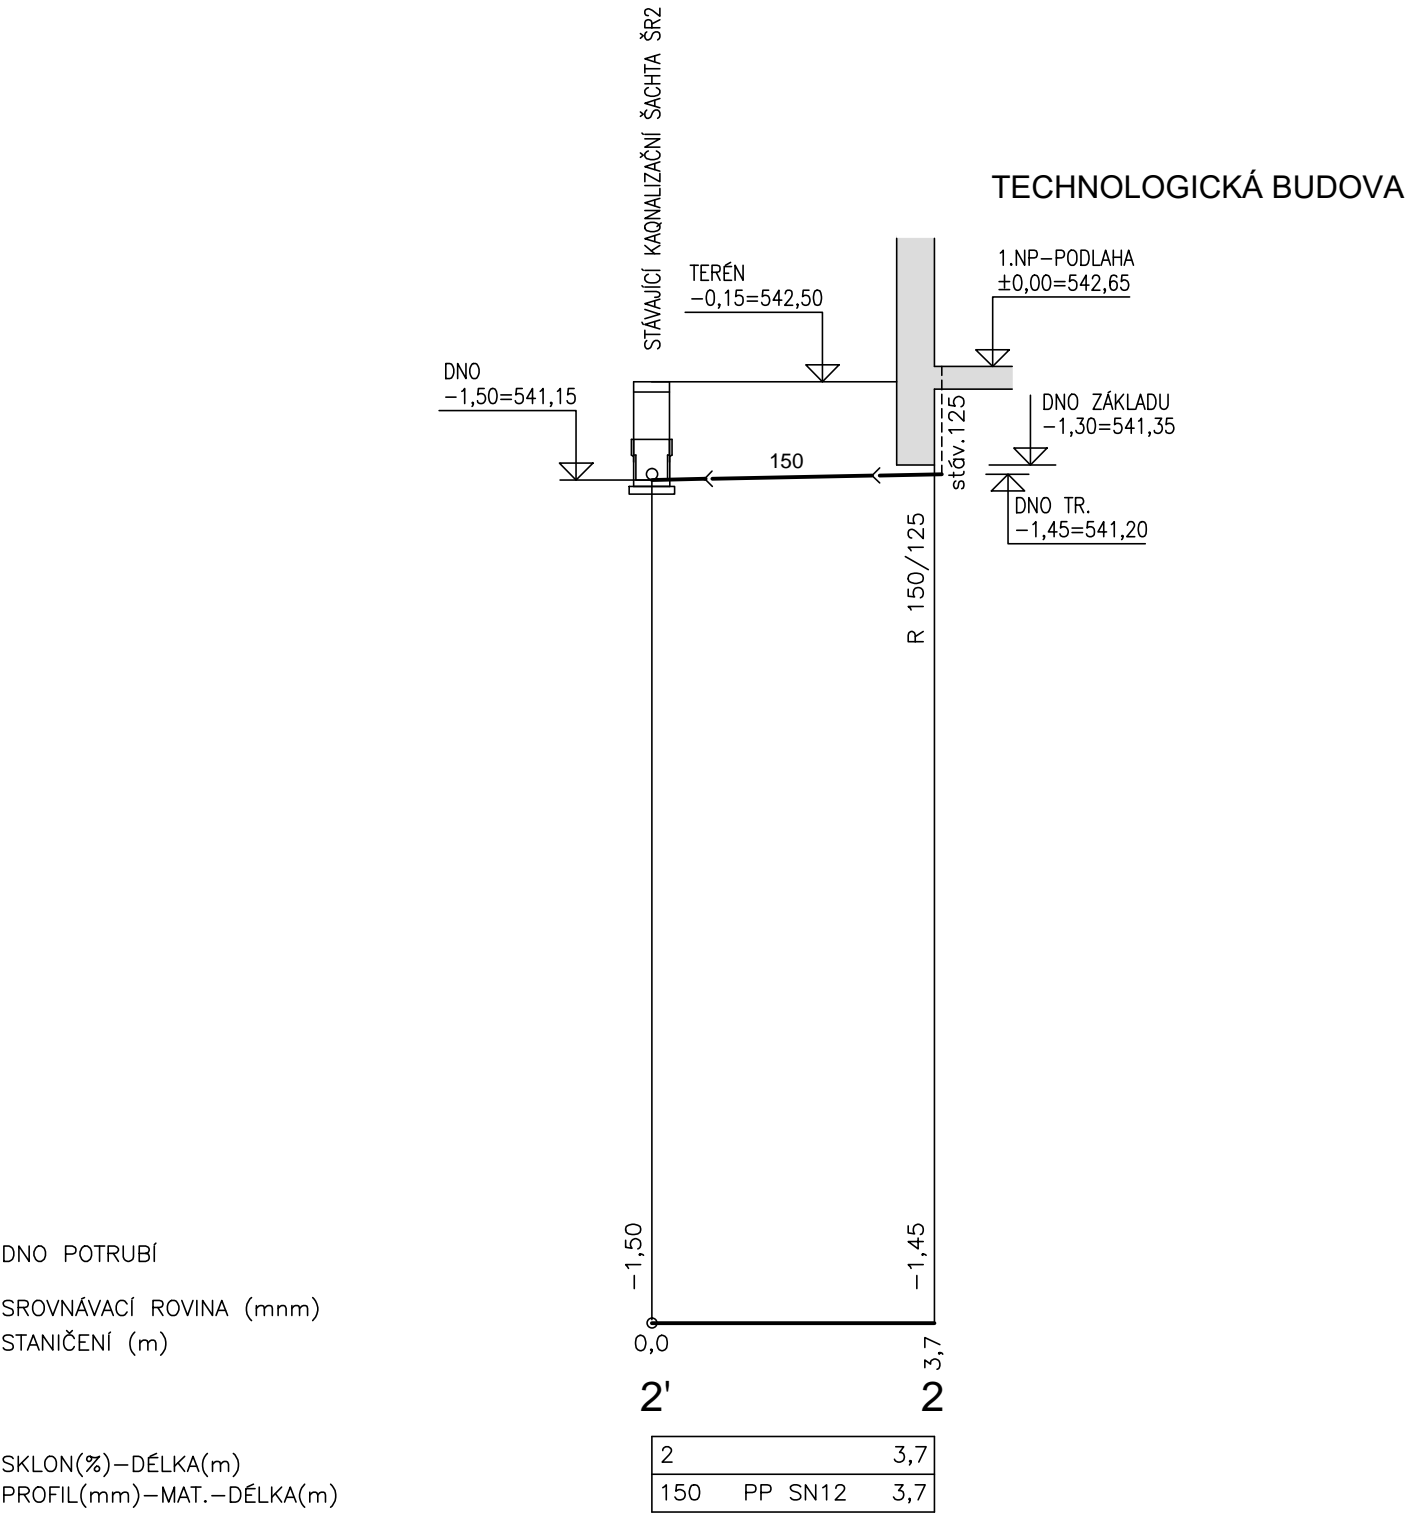 STÁVAJÍCÍ KAQNALIZAČNÍ ŠACHTA ŠR2
TECHNOLOGICKÁ BUDOVA
1.NP-PODLAHA
±0,00=542,65
TERÉN
-0,15=542,50
DNO
-1,50=541,15
DNO ZÁKLADU
-1,30=541,35
stáv.125
150
DNO TR.
-1,45=541,20
R 150/125
-1,50
-1,45
DNO POTRUBÍ
SROVNÁVACÍ ROVINA (mnm)
STANIČENÍ (m)
0,0
3,7
2'
2
SKLON(%)-DÉLKA(m)
2 3,7
PROFIL(mm)-MAT.-DÉLKA(m)
150 PP SN12 3,7